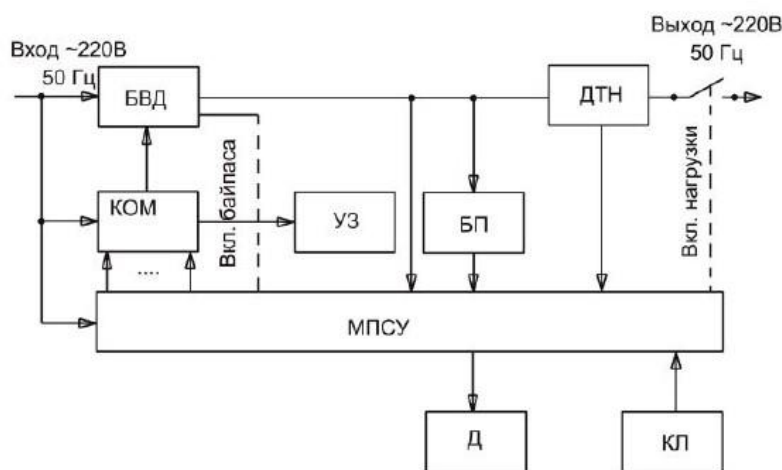 Вход ~220В
50 Гц
Выход ~220В
50 Гц
БВД
ДТН
КОМ
УЗ
БП
Вкл. байпаса
Вкл. нагрузки
....
МПСУ
Д
КЛ